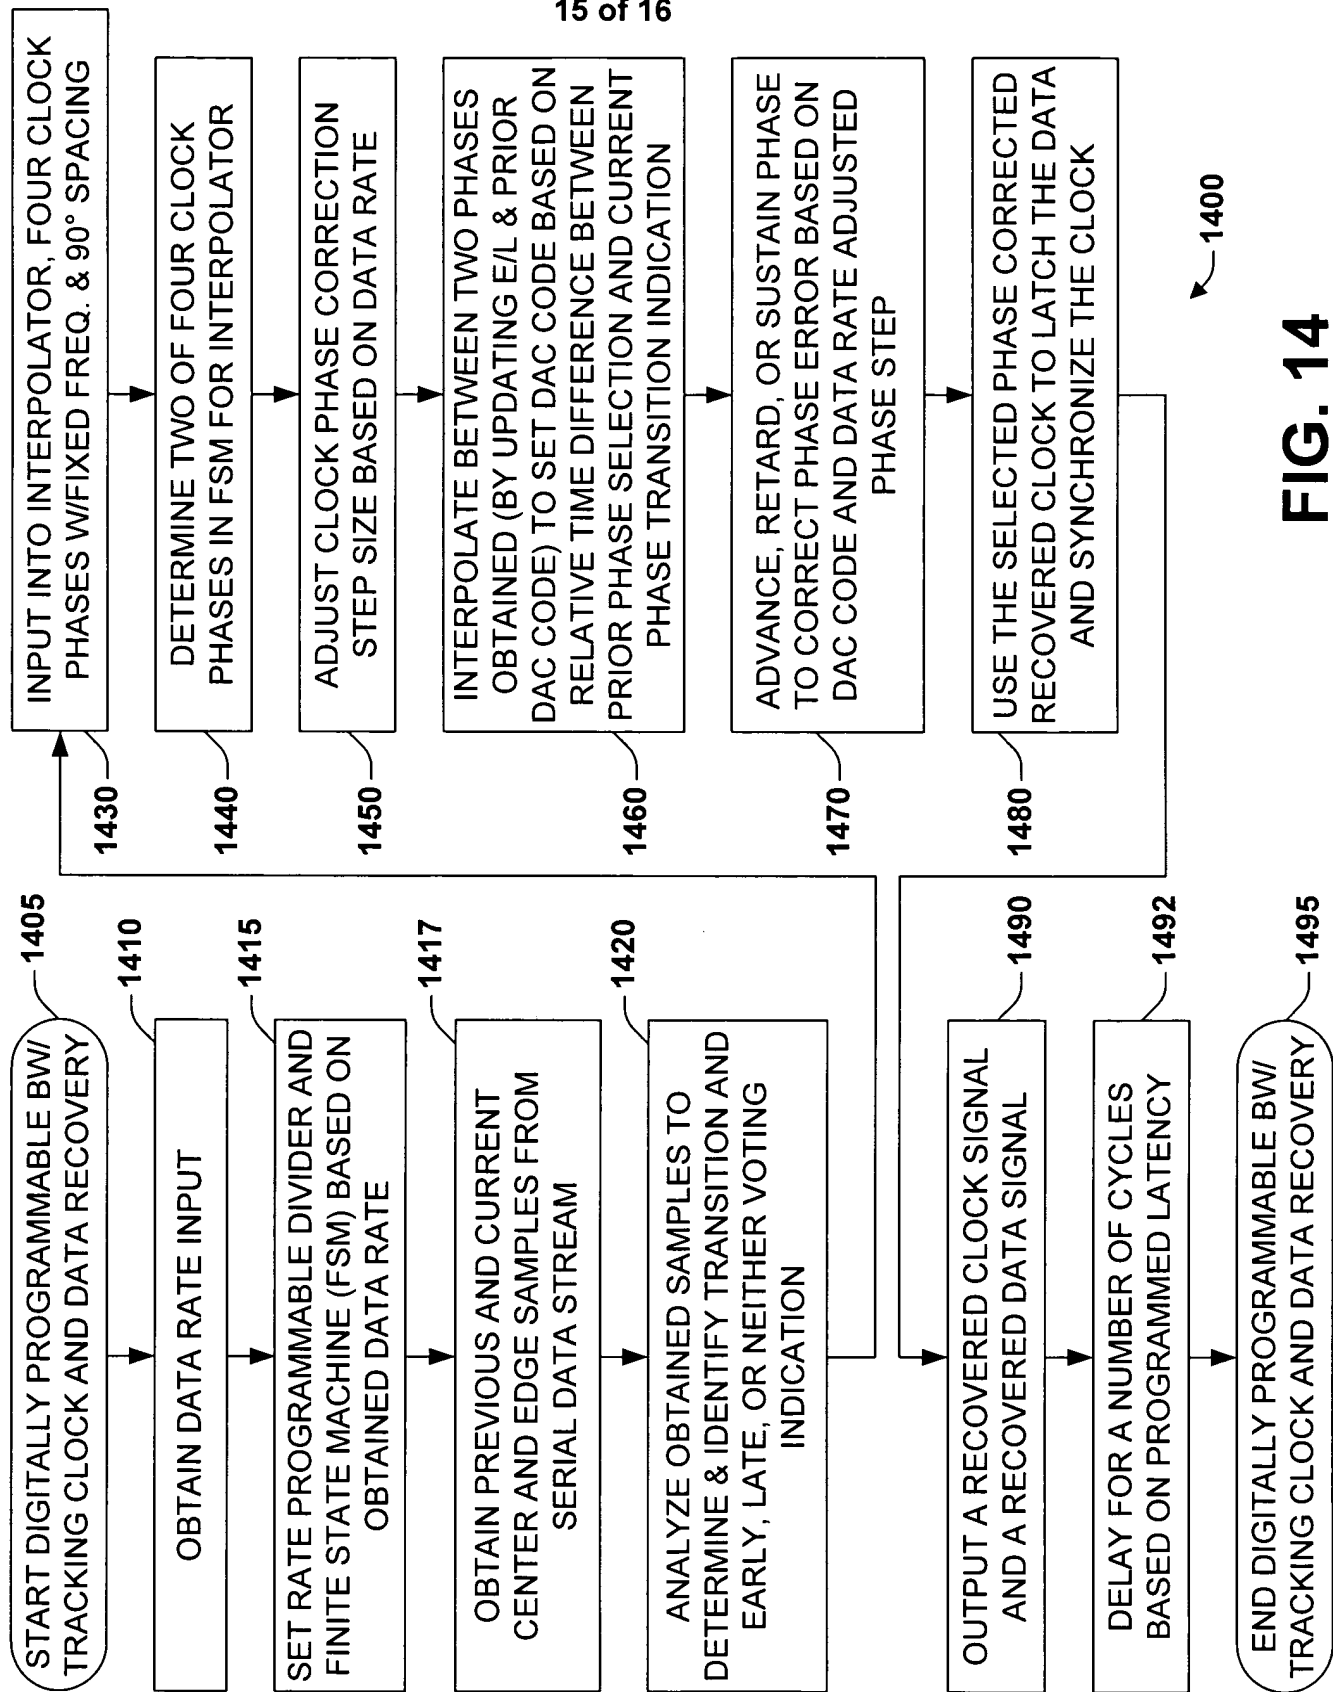 15 of 16
START DIGITALLY PROGRAMMABLE BW/
TRACKING CLOCK AND DATA RECOVERY
1405
OBTAIN DATA RATE INPUT
1410
SET RATE PROGRAMMABLE DIVIDER AND
FINITE STATE MACHINE (FSM) BASED ON
OBTAINED DATA RATE
1415
OBTAIN PREVIOUS AND CURRENT
CENTER AND EDGE SAMPLES FROM
SERIAL DATA STREAM
1417
ANALYZE OBTAINED SAMPLES TO
DETERMINE & IDENTIFY TRANSITION AND
EARLY, LATE, OR NEITHER VOTING
INDICATION
1420
INPUT INTO INTERPOLATOR, FOUR CLOCK
PHASES W/FIXED FREQ. & 90° SPACING
1430
DETERMINE TWO OF FOUR CLOCK
PHASES IN FSM FOR INTERPOLATOR
1440
ADJUST CLOCK PHASE CORRECTION
STEP SIZE BASED ON DATA RATE
1450
INTERPOLATE BETWEEN TWO PHASES
OBTAINED (BY UPDATING E/L & PRIOR
DAC CODE) TO SET DAC CODE BASED ON
RELATIVE TIME DIFFERENCE BETWEEN
PRIOR PHASE SELECTION AND CURRENT
PHASE TRANSITION INDICATION
1460
ADVANCE, RETARD, OR SUSTAIN PHASE
TO CORRECT PHASE ERROR BASED ON
DAC CODE AND DATA RATE ADJUSTED
PHASE STEP
1470
USE THE SELECTED PHASE CORRECTED
RECOVERED CLOCK TO LATCH THE DATA
AND SYNCHRONIZE THE CLOCK
1480
OUTPUT A RECOVERED CLOCK SIGNAL
AND A RECOVERED DATA SIGNAL
1490
DELAY FOR A NUMBER OF CYCLES
BASED ON PROGRAMMED LATENCY
1492
END DIGITALLY PROGRAMMABLE BW/
TRACKING CLOCK AND DATA RECOVERY
1495
1400
FIG. 14